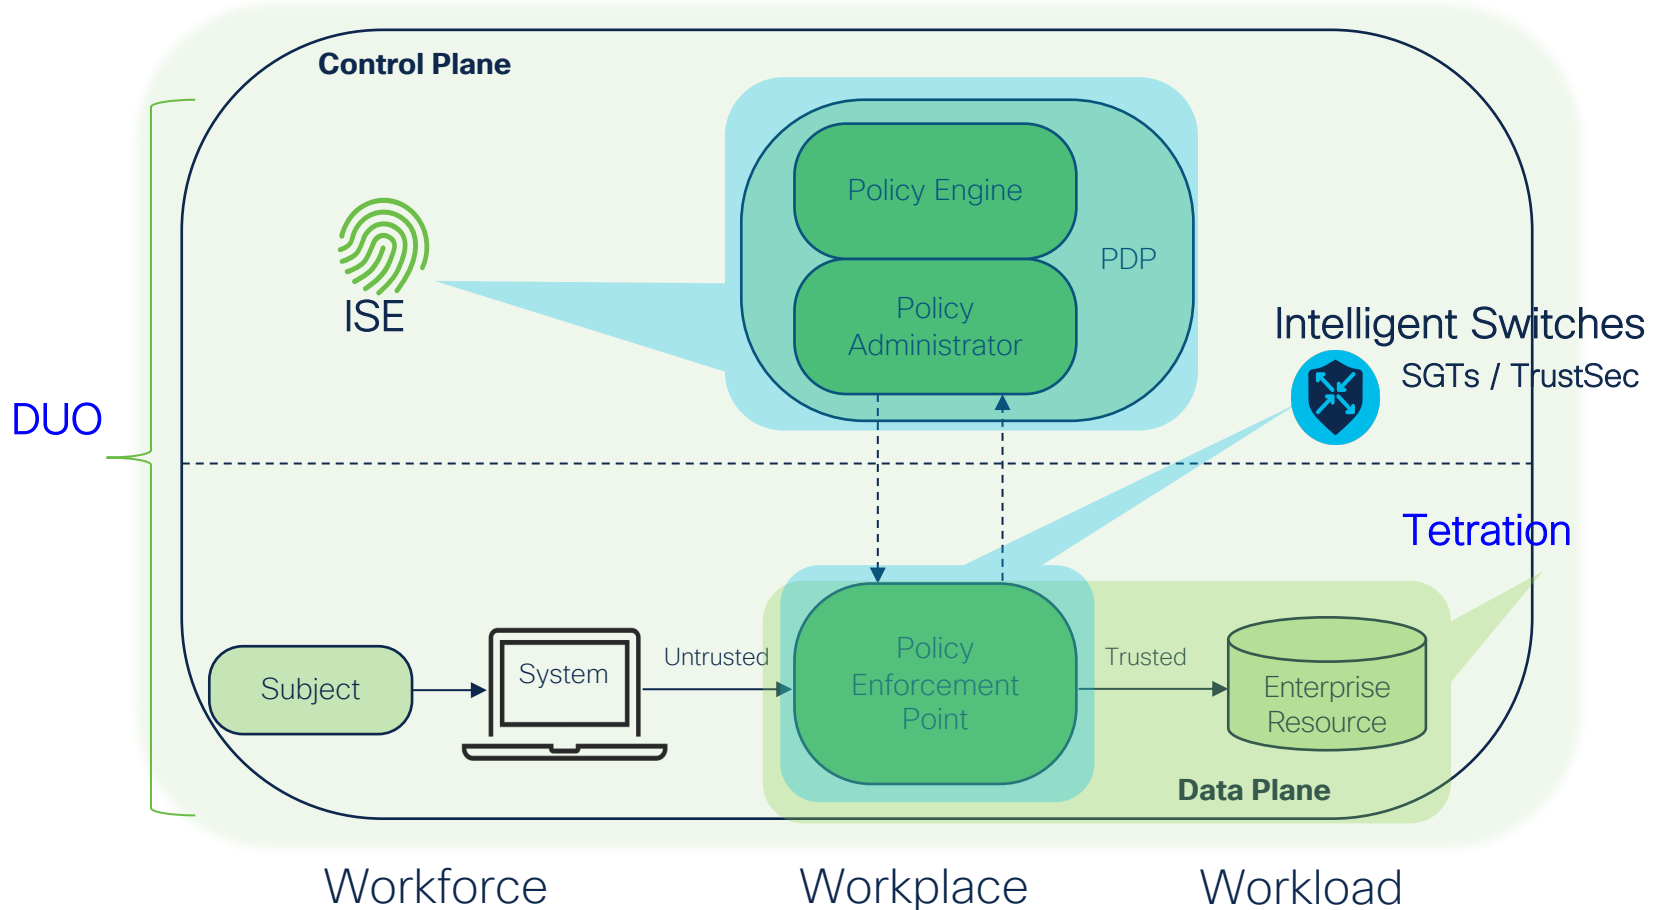 Control Plane
Policy Engine
PDP
Policy
Administrator
ISE
Intelligent Switches
SGTs / TrustSec
DUO
Tetration
Subject
System
Untrusted
Policy
Enforcement
Point
Trusted
Enterprise
Resource
Data Plane
Workforce
Workplace
Workload